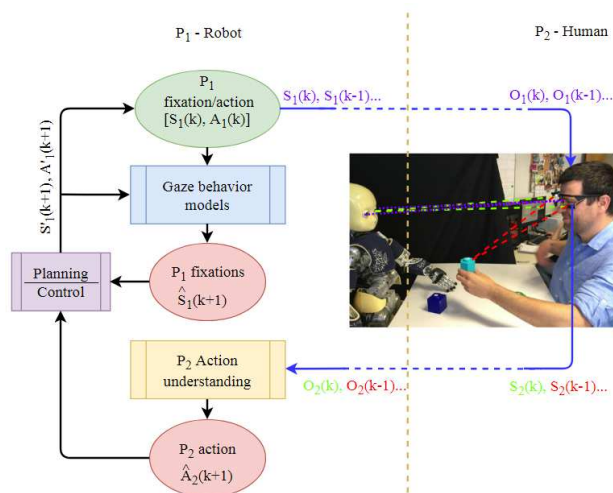 P₁ - Robot
P₂ - Human
P₁
fixation/action
[S₁(k), A₁(k)]
S₁(k), S₁(k-1)...
O₁(k), O₁(k-1)...
S'₁(k+1), A'₁(k+1)
Gaze behavior
models
Planning
Control
P₁ fixations
Ŝ₁(k+1)
P₂ Action
understanding
O₂(k), O₂(k-1)...
S₂(k), S₂(k-1)...
P₂ action
Â₂(k+1)